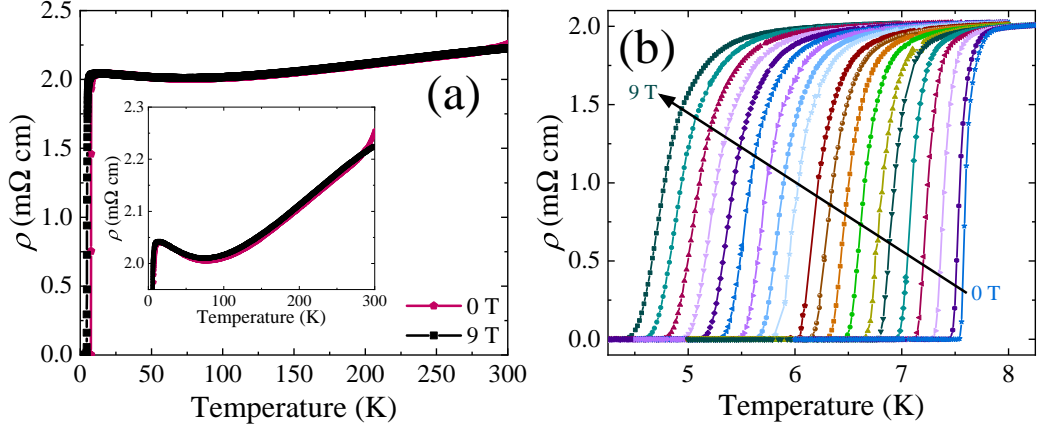 2.5
2.0
1.5
1.0
0.5
0.0
ρ (mΩ cm)
0 50 100 150 200 250 300
Temperature (K)
(a)
2.3
2.2
2.1
2.0
ρ (mΩ cm)
0 100 200 300
Temperature (K)
0 T
9 T
(b)
2.0
1.5
1.0
0.5
0.0
ρ (mΩ cm)
9 T
0 T
5 6 7 8
Temperature (K)